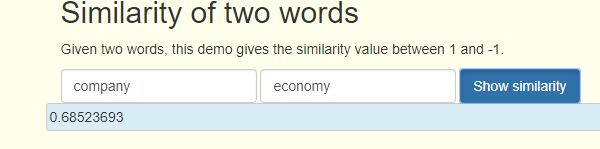 Similarity of two words
Given two words, this demo gives the similarity value between 1 and -1.
company economy Show similarity
0.68523693